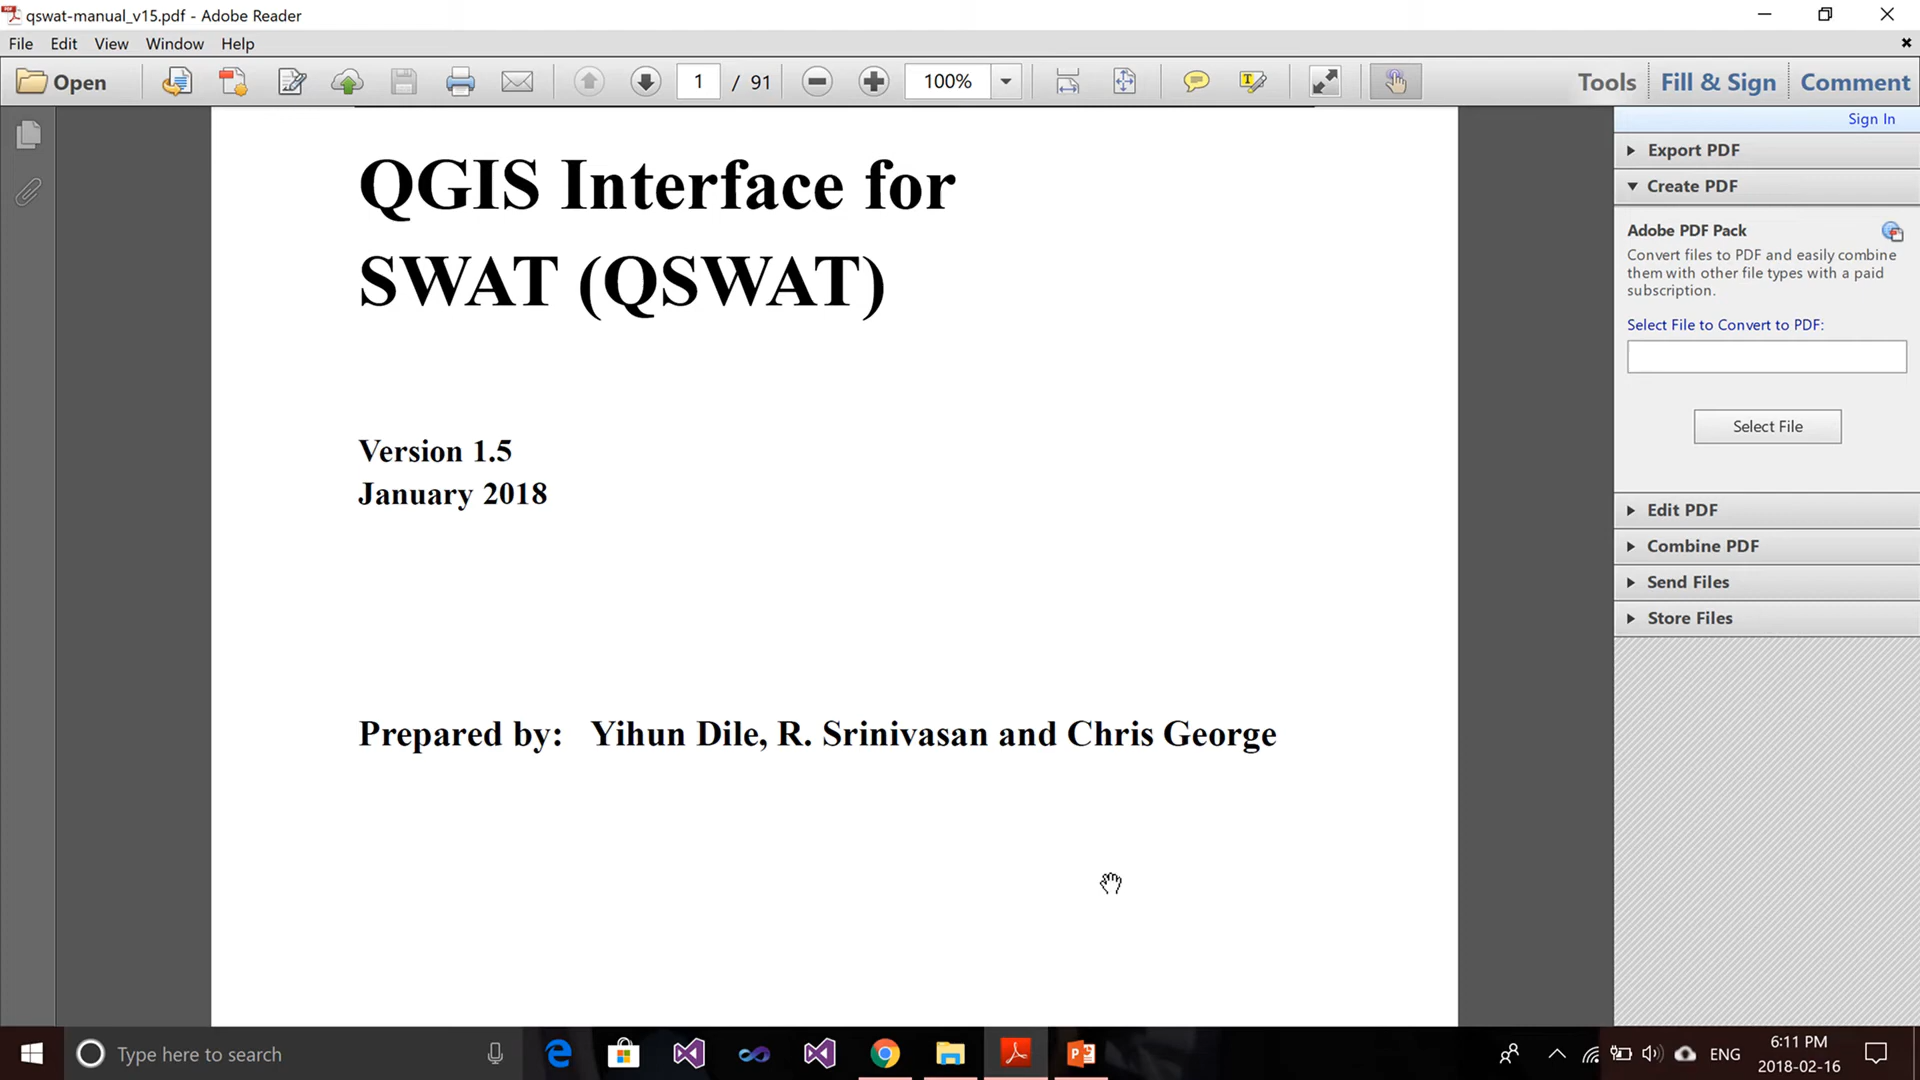 qswat-manual_v15.pdf - Adobe Reader
File Edit View Window Help
Open 1 / 91 100% Tools Fill & Sign Comment
Sign In
Export PDF
Create PDF
Adobe PDF Pack
Convert files to PDF and easily combine
them with other file types with a paid
subscription.
Select File to Convert to PDF:
Select File
Edit PDF
Combine PDF
Send Files
Store Files
QGIS Interface for
SWAT (QSWAT)
Version 1.5
January 2018
Prepared by: Yihun Dile, R. Srinivasan and Chris George
Type here to search
ENG
6:11 PM
2018-02-16